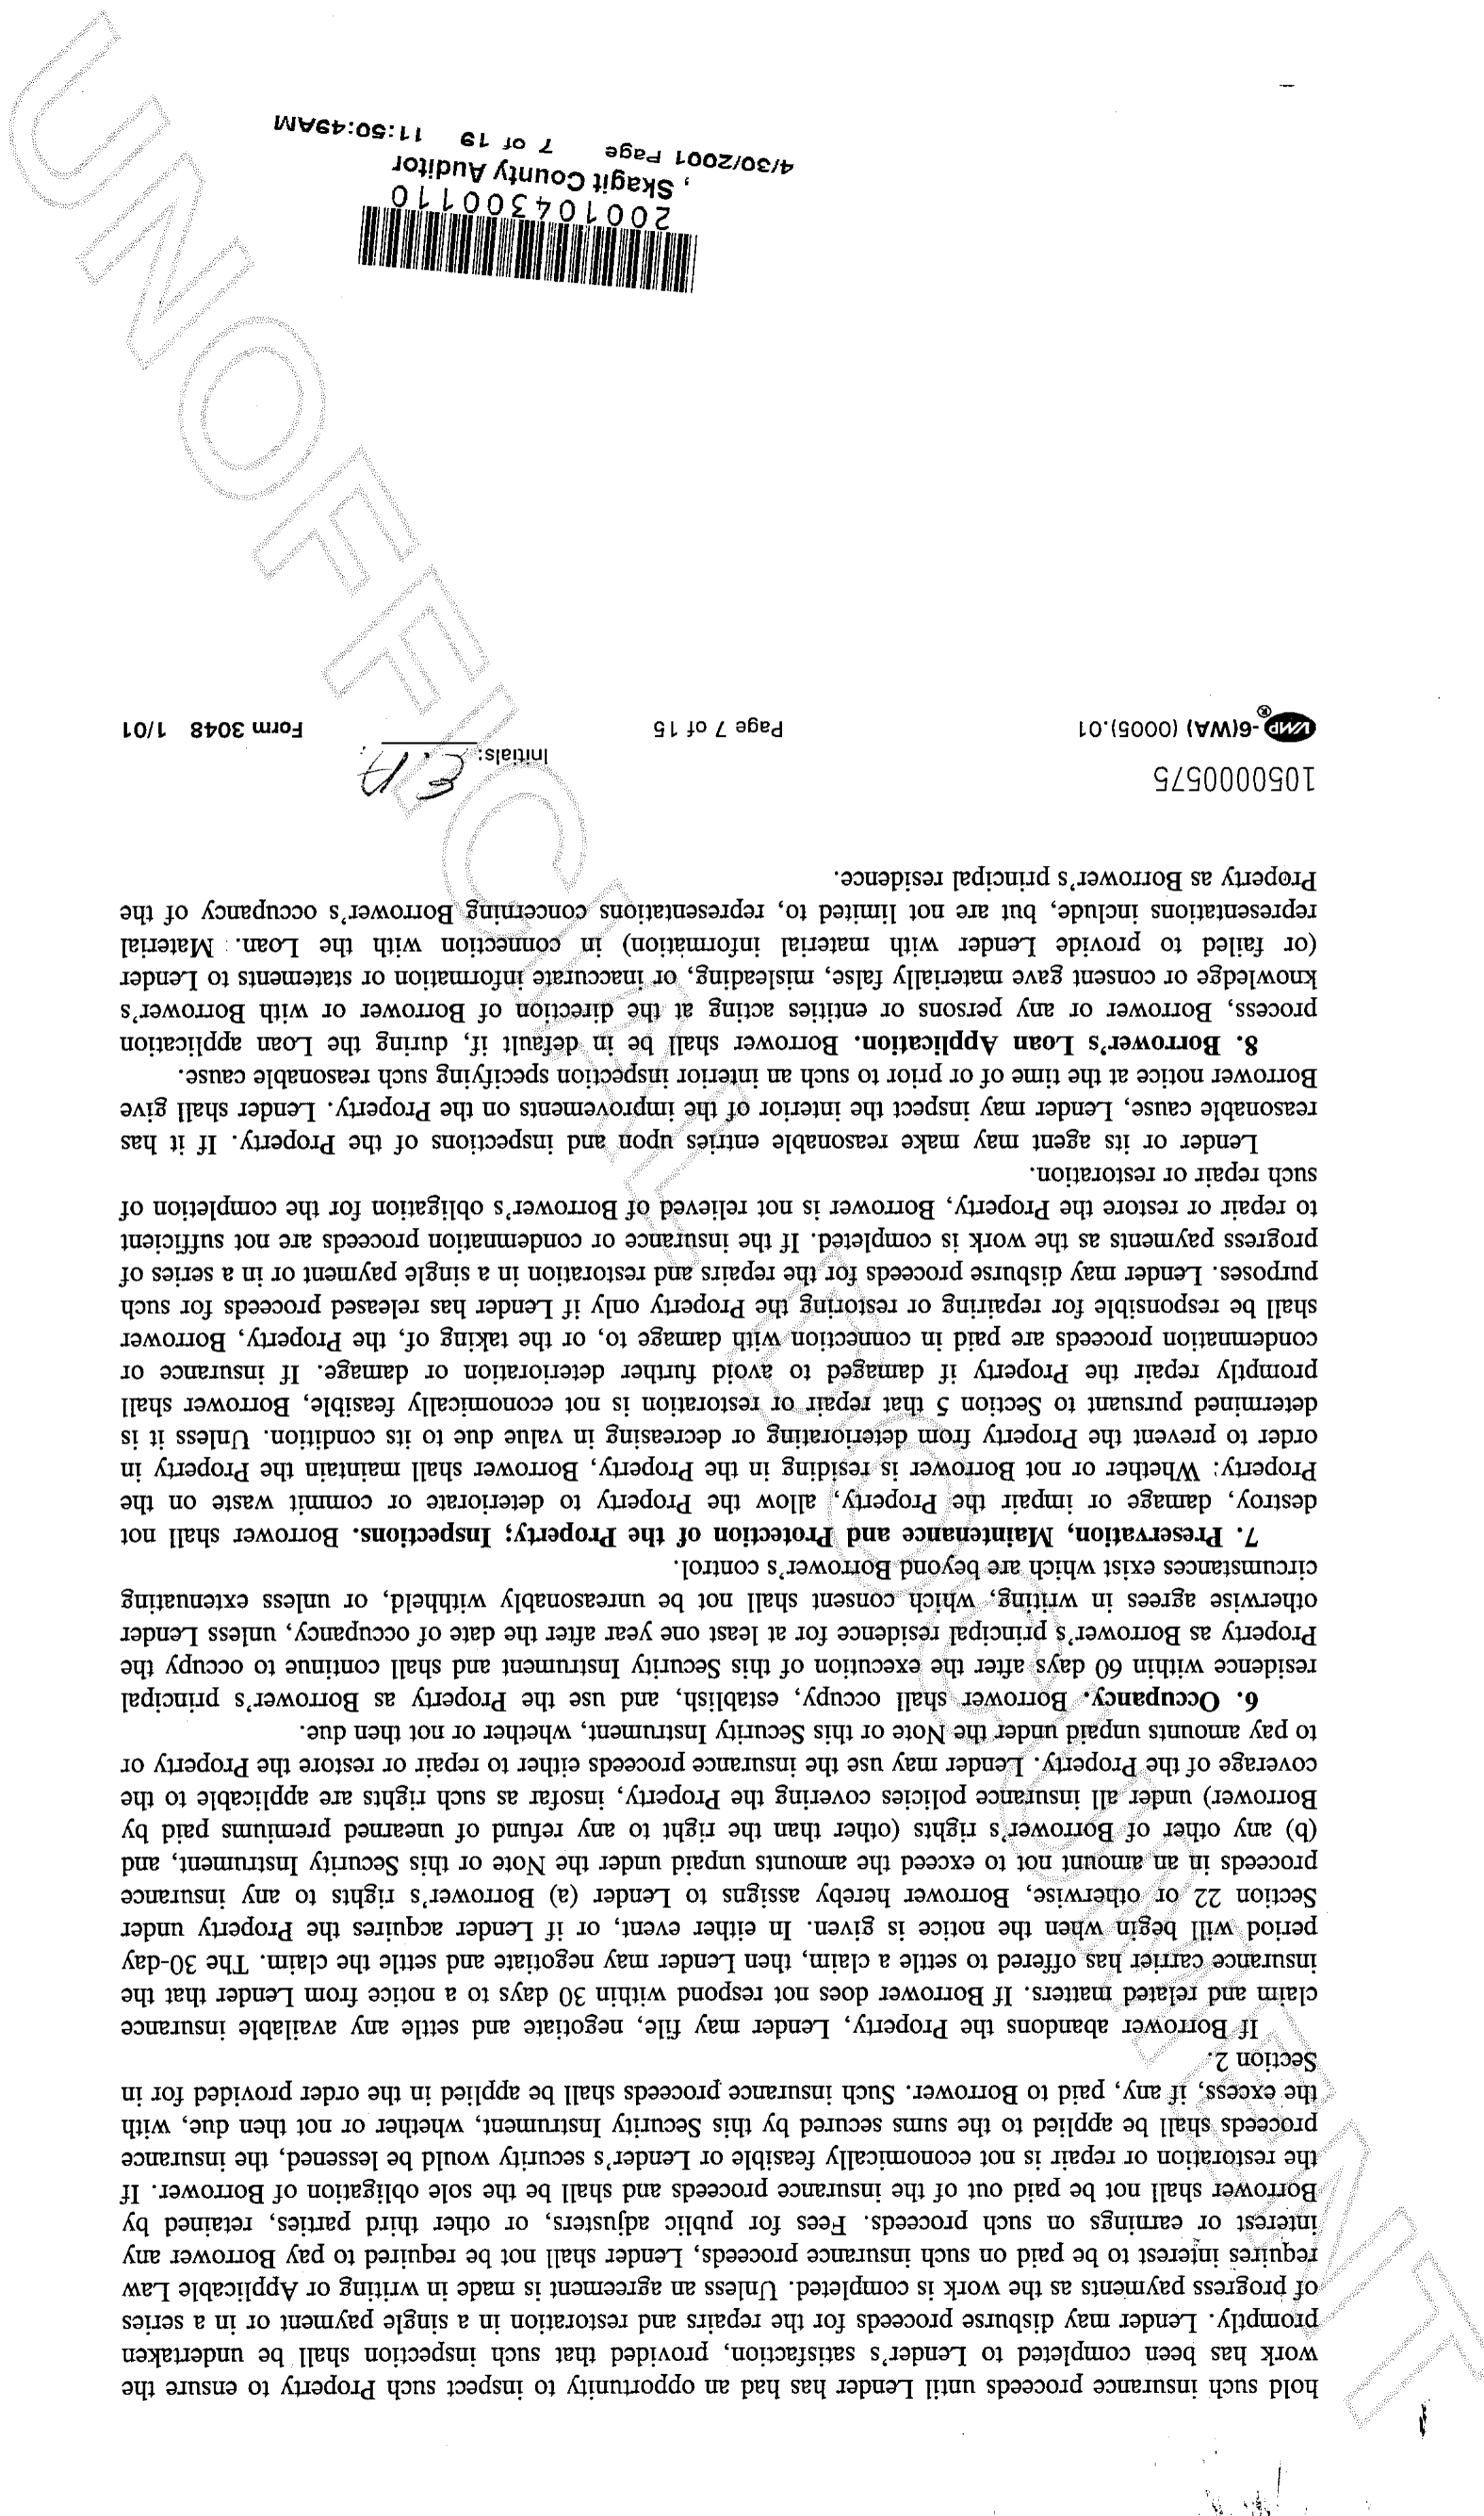 hold such insurance proceeds until Lender has had an opportunity to inspect such Property to ensure the
work has been completed to Lender's satisfaction, provided that such inspection shall be undertaken
promptly. Lender may disburse proceeds for the repairs and restoration in a single payment or in a series
of progress payments as the work is completed. Unless an agreement is made in writing or Applicable Law
requires interest to be paid on such insurance proceeds, Lender shall not be required to pay Borrower any
interest or earnings on such proceeds. Fees for public adjusters, or other third parties, retained by
Borrower shall not be paid out of the insurance proceeds and shall be the sole obligation of Borrower. If
the restoration or repair is not economically feasible or Lender's security would be lessened, the insurance
proceeds shall be applied to the sums secured by this Security Instrument, whether or not then due, with
the excess, if any, paid to Borrower. Such insurance proceeds shall be applied in the order provided for in
Section 2.
If Borrower abandons the Property, Lender may file, negotiate and settle any available insurance
claim and related matters. If Borrower does not respond within 30 days to a notice from Lender that the
insurance carrier has offered to settle a claim, then Lender may negotiate and settle the claim. The 30-day
period will begin when the notice is given. In either event, or if Lender acquires the Property under
Section 22 or otherwise, Borrower hereby assigns to Lender (a) Borrower's rights to any insurance
proceeds in an amount not to exceed the amounts unpaid under the Note or this Security Instrument, and
(b) any other of Borrower's rights (other than the right to any refund of unearned premiums paid by
Borrower) under all insurance policies covering the Property, insofar as such rights are applicable to the
coverage of the Property. Lender may use the insurance proceeds either to repair or restore the Property or
to pay amounts unpaid under the Note or this Security Instrument, whether or not then due.
6. Occupancy. Borrower shall occupy, establish, and use the Property as Borrower's principal
residence within 60 days after the execution of this Security Instrument and shall continue to occupy the
Property as Borrower's principal residence for at least one year after the date of occupancy, unless Lender
otherwise agrees in writing, which consent shall not be unreasonably withheld, or unless extenuating
circumstances exist which are beyond Borrower's control.
7. Preservation, Maintenance and Protection of the Property; Inspections. Borrower shall not
destroy, damage or impair the Property, allow the Property to deteriorate or commit waste on the
Property. Whether or not Borrower is residing in the Property, Borrower shall maintain the Property in
order to prevent the Property from deteriorating or decreasing in value due to its condition. Unless it is
determined pursuant to Section 5 that repair or restoration is not economically feasible, Borrower shall
promptly repair the Property if damaged to avoid further deterioration or damage. If insurance or
condemnation proceeds are paid in connection with damage to, or the taking of, the Property, Borrower
shall be responsible for repairing or restoring the Property only if Lender has released proceeds for such
purposes. Lender may disburse proceeds for the repairs and restoration in a single payment or in a series of
progress payments as the work is completed. If the insurance or condemnation proceeds are not sufficient
to repair or restore the Property, Borrower is not relieved of Borrower's obligation for the completion of
such repair or restoration.
Lender or its agent may make reasonable entries upon and inspections of the Property. If it has
reasonable cause, Lender may inspect the interior of the improvements on the Property. Lender shall give
Borrower notice at the time of or prior to such an interior inspection specifying such reasonable cause.
8. Borrower's Loan Application. Borrower shall be in default if, during the Loan application
process, Borrower or any persons or entities acting at the direction of Borrower or with Borrower's
knowledge or consent gave materially false, misleading, or inaccurate information or statements to Lender
(or failed to provide Lender with material information) in connection with the Loan. Material
representations include, but are not limited to, representations concerning Borrower's occupancy of the
Property as Borrower's principal residence.
105000575
Initials: E.A.
VMP®-6(WA) (0005).01 Page 7 of 15 Form 3048 1/01
200104300110
, Skagit County Auditor
4/30/2001 Page 7 of 19 11:50:49AM
UNOFFICIAL DOCUMENT